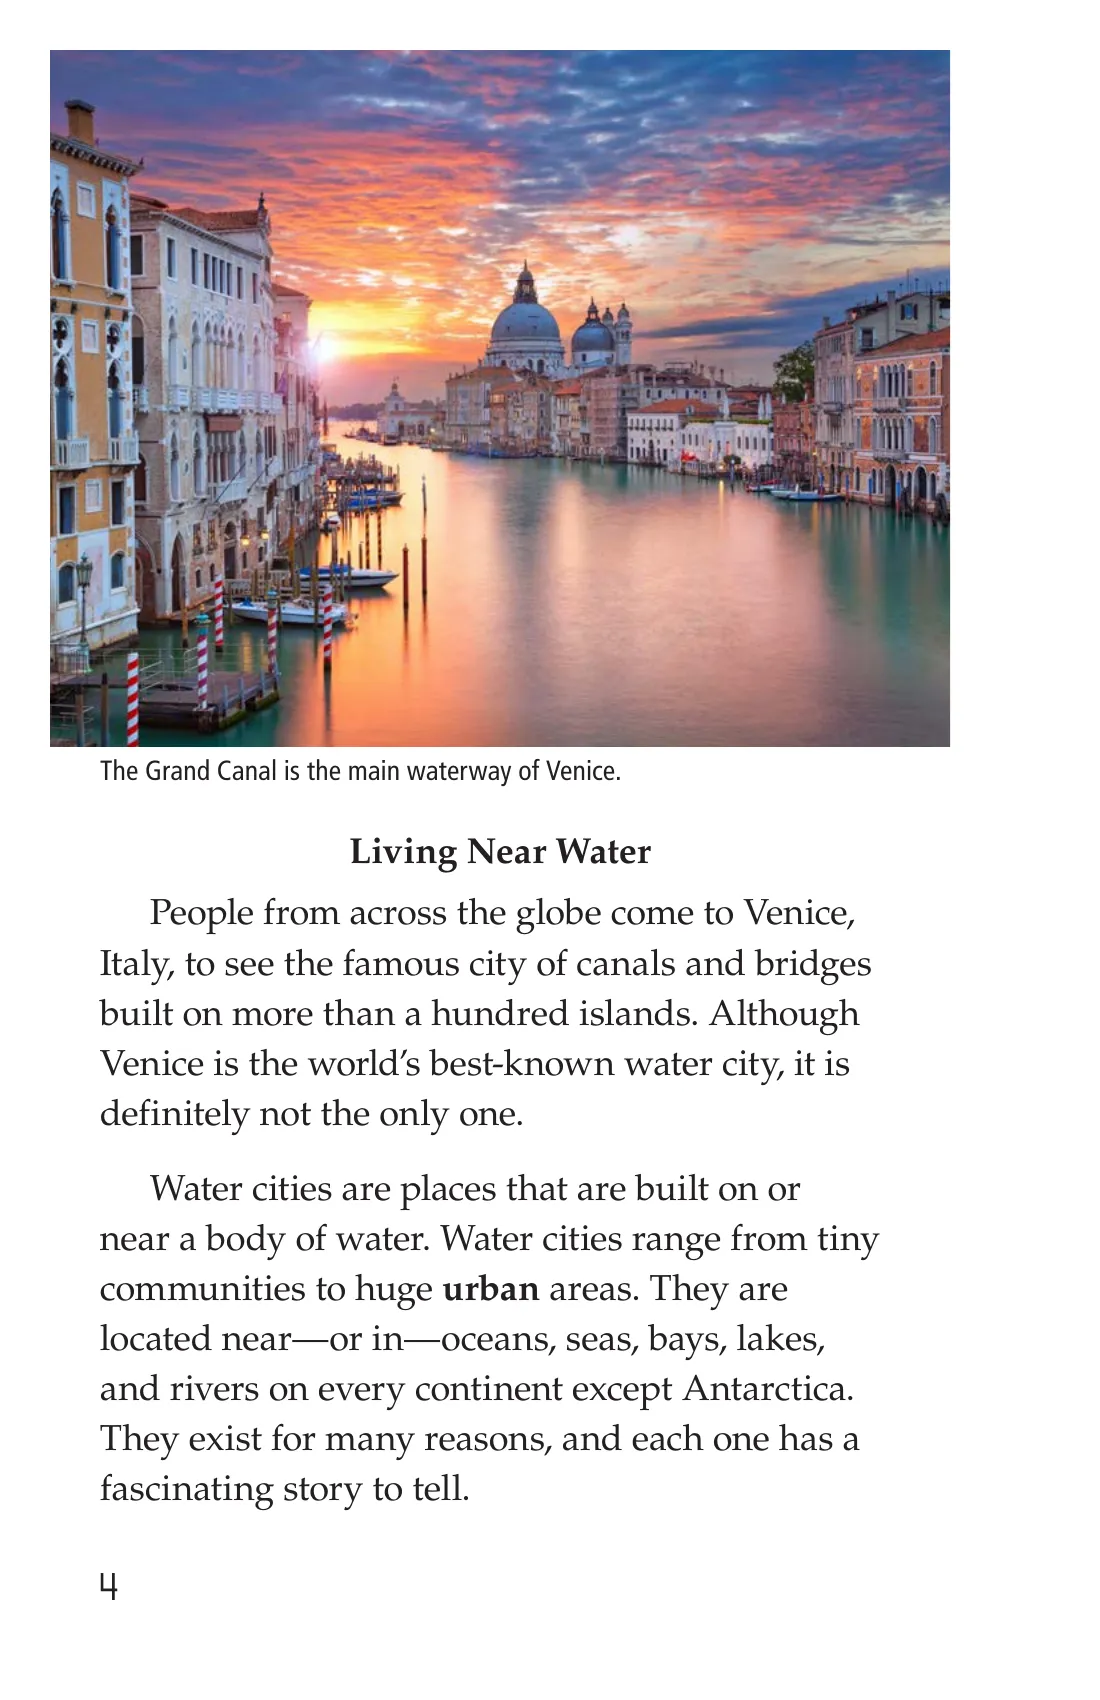 The Grand Canal is the main waterway of Venice.
Living Near Water
People from across the globe come to Venice,
Italy, to see the famous city of canals and bridges
built on more than a hundred islands. Although
Venice is the world’s best-known water city, it is
definitely not the only one.
Water cities are places that are built on or
near a body of water. Water cities range from tiny
communities to huge urban areas. They are
located near—or in—oceans, seas, bays, lakes,
and rivers on every continent except Antarctica.
They exist for many reasons, and each one has a
fascinating story to tell.
4